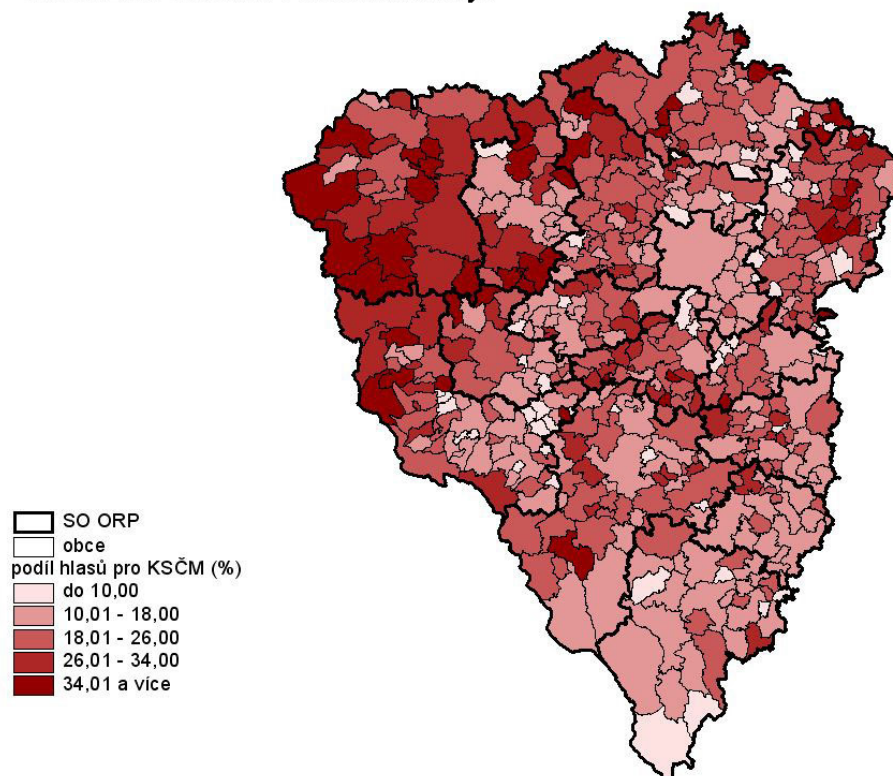 SO ORP
obce
podíl hlasů pro KSČM (%)
do 10,00
10,01 - 18,00
18,01 - 26,00
26,01 - 34,00
34,01 a více